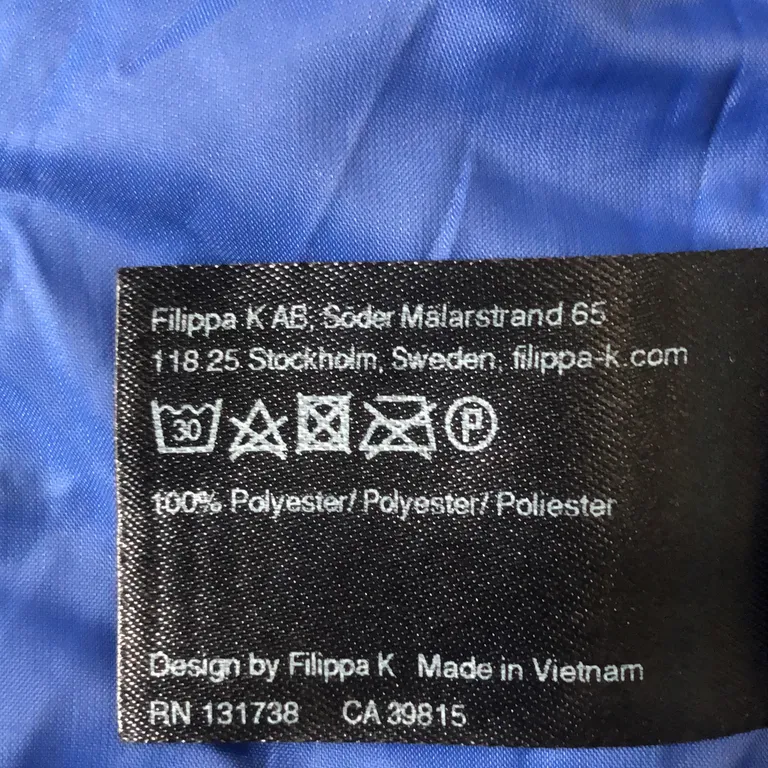 Filippa K AB, Söder Mälarstrand 65
118 25 Stockholm, Sweden, filippa-k.com
30 P
100% Polyester/ Polyester/ Poliester
Design by Filippa K Made in Vietnam
RN 131738 CA 39815